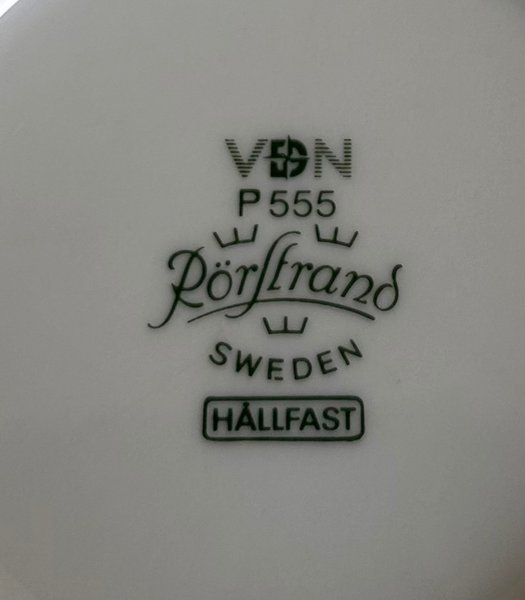 VDN
P 555
Rörstrand
SWEDEN
HÅLLFAST